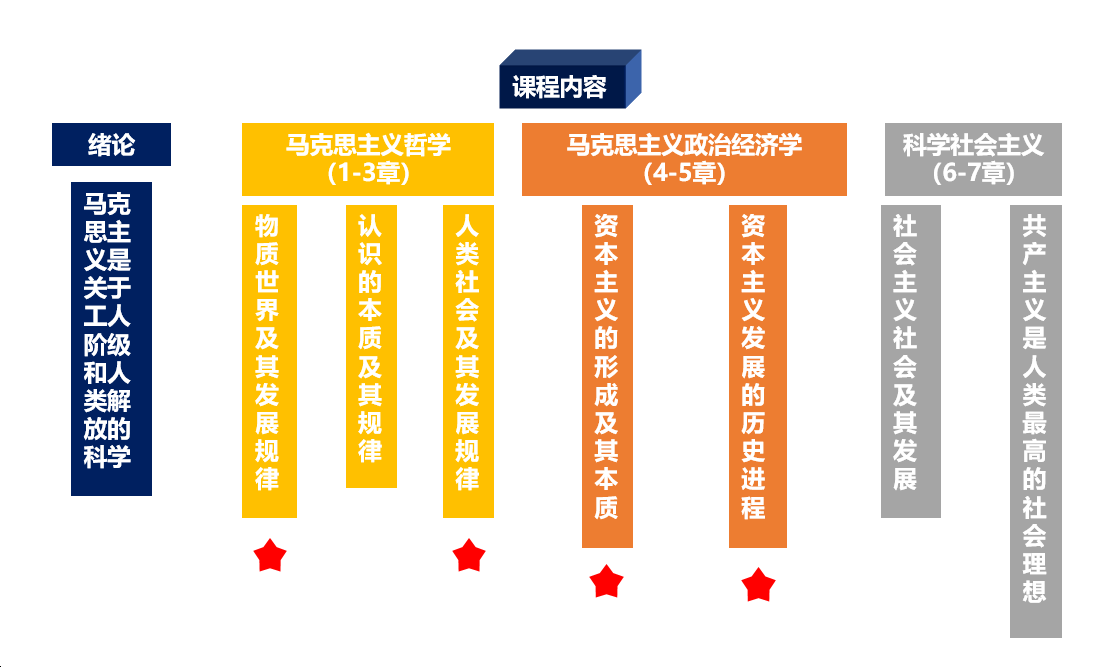 课程内容
绪论
马克
思主
义是
关于
工人
阶级
和人
类解
放的
科学
马克思主义哲学
(1-3章)
物质世界及其发展规律
认识的本质及其规律
人类社会及其发展规律
马克思主义政治经济学
(4-5章)
资本主义的形成及其本质
资本主义发展的历史进程
科学社会主义
(6-7章)
社会主义社会及其发展
共产主义是人类最高的社会理想